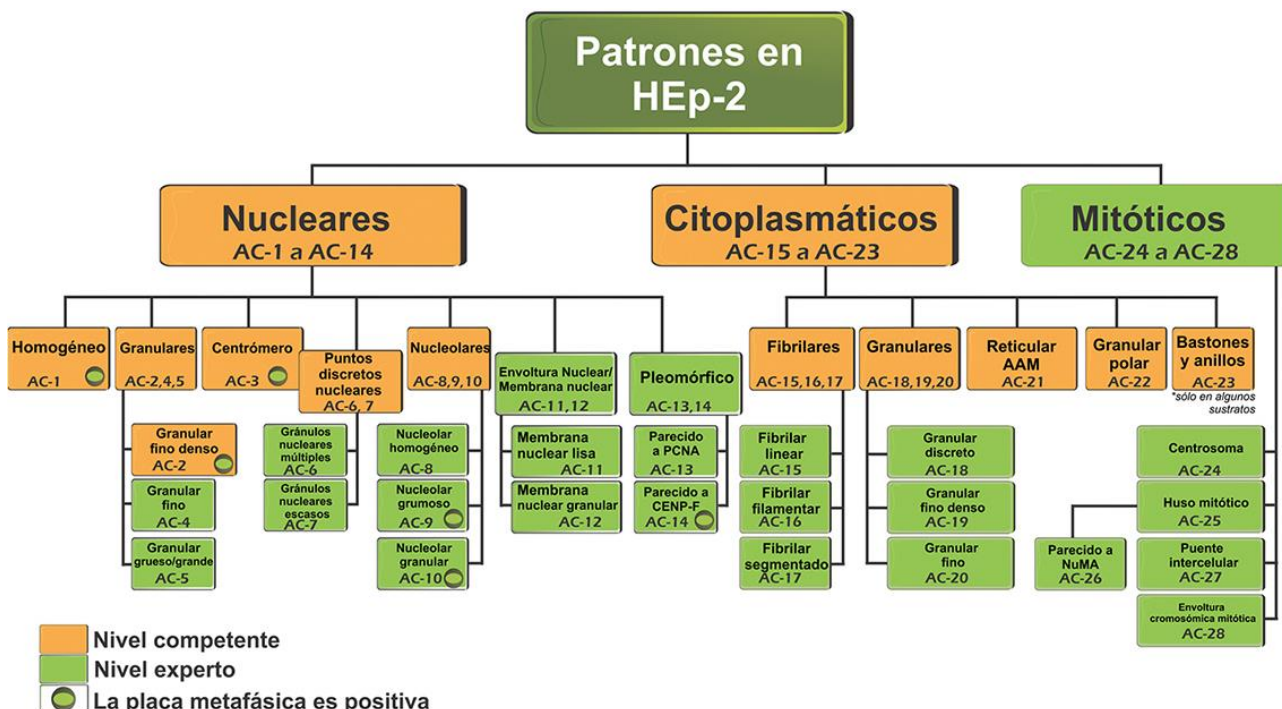 Patrones en
HEp-2
Nucleares
AC-1 a AC-14
Citoplasmáticos
AC-15 a AC-23
Mitóticos
AC-24 a AC-28
Homogéneo
AC-1
Granulares
AC-2,4,5
Centrómero
AC-3
Puntos
discretos
nucleares
AC-6, 7
Nucleolares
AC-8,9,10
Envoltura Nuclear/
Membrana nuclear
AC-11,12
Pleomórfico
AC-13,14
Fibrilares
AC-15,16,17
Granulares
AC-18,19,20
Reticular
AAM
AC-21
Granular
polar
AC-22
Bastones
y anillos
AC-23
*sólo en algunos
sustratos
Granular
fino denso
AC-2
Granular
fino
AC-4
Granular
grueso/grande
AC-5
Gránulos
nucleares
múltiples
AC-6
Gránulos
nucleares
escasos
AC-7
Nucleolar
homogéneo
AC-8
Nucleolar
grumoso
AC-9
Nucleolar
granular
AC-10
Membrana
nuclear lisa
AC-11
Membrana
nuclear granular
AC-12
Parecido
a PCNA
AC-13
Parecido a
CENP-F
AC-14
Fibrilar
linear
AC-15
Fibrilar
filamentar
AC-16
Fibrilar
segmentado
AC-17
Granular
discreto
AC-18
Granular
fino denso
AC-19
Granular
fino
AC-20
Centrosoma
AC-24
Huso mitótico
AC-25
Parecido a
NuMA
AC-26
Puente
intercelular
AC-27
Envoltura
cromosómica mitótica
AC-28
Nivel competente
Nivel experto
La placa metafásica es positiva